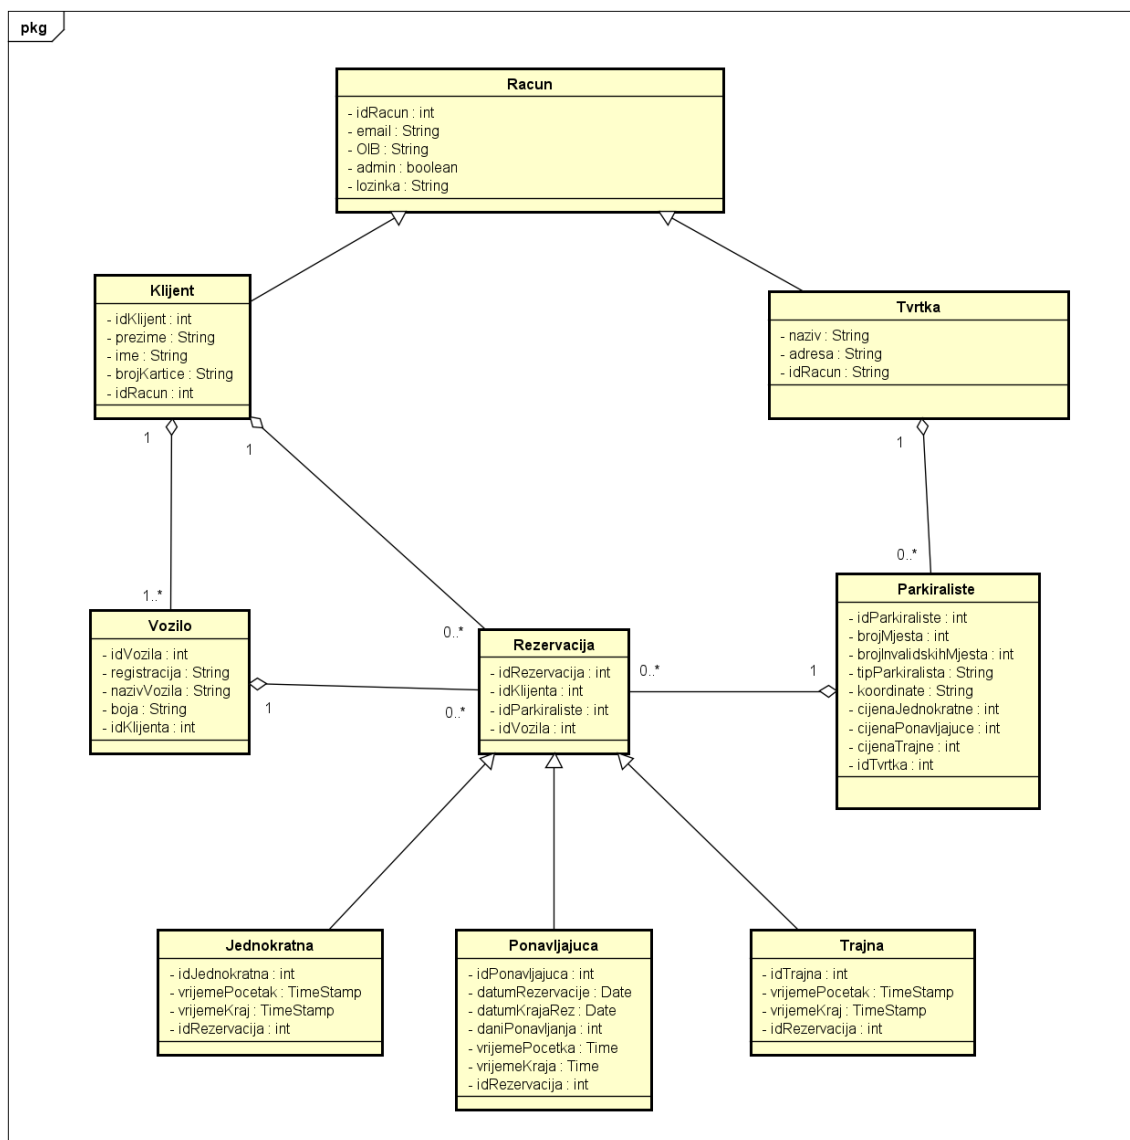 pkg
Racun
- idRacun : int
- email : String
- OIB : String
- admin : boolean
- lozinka : String
Klijent
- idKlijent : int
- prezime : String
- ime : String
- brojKartice : String
- idRacun : int
Tvrtka
- naziv : String
- adresa : String
- idRacun : String
1
1
1
1..*
0..*
0..*
Vozilo
- idVozila : int
- registracija : String
- nazivVozila : String
- boja : String
- idKlijenta : int
1
0..*
Rezervacija
- idRezervacija : int
- idKlijenta : int
- idParkiraliste : int
- idVozila : int
0..*
1
Parkiraliste
- idParkiraliste : int
- brojMjesta : int
- brojInvalidskihMjesta : int
- tipParkiralista : String
- koordinate : String
- cijenaJednokratne : int
- cijenaPonavljajuce : int
- cijenaTrajne : int
- idTvrtka : int
Jednokratna
- idJednokratna : int
- vrijemePocetak : TimeStamp
- vrijemeKraj : TimeStamp
- idRezervacija : int
Ponavljajuca
- idPonavljajuca : int
- datumRezervacije : Date
- datumKrajaRez : Date
- daniPonavljanja : int
- vrijemePocetka : Time
- vrijemeKraja : Time
- idRezervacija : int
Trajna
- idTrajna : int
- vrijemePocetak : TimeStamp
- vrijemeKraj : TimeStamp
- idRezervacija : int